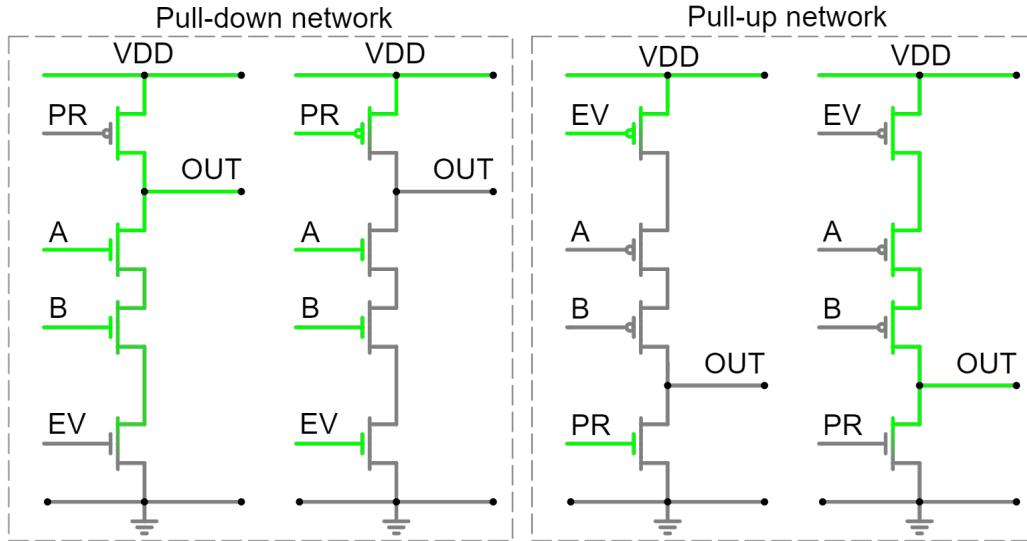 Pull-down network
VDD
PR
OUT
A
B
EV
VDD
PR
OUT
A
B
EV
Pull-up network
VDD
EV
A
B
OUT
PR
VDD
EV
A
B
OUT
PR